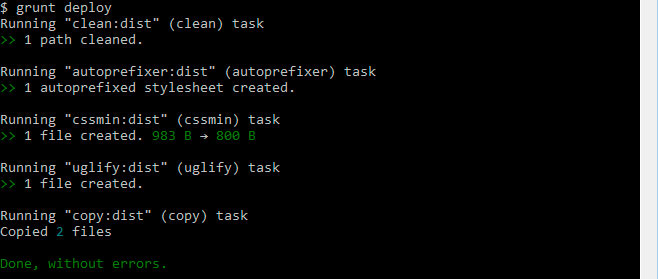 $ grunt deploy
Running "clean:dist" (clean) task
>> 1 path cleaned.
Running "autoprefixer:dist" (autoprefixer) task
>> 1 autoprefixed stylesheet created.
Running "cssmin:dist" (cssmin) task
>> 1 file created. 983 B → 800 B
Running "uglify:dist" (uglify) task
>> 1 file created.
Running "copy:dist" (copy) task
Copied 2 files
Done, without errors.